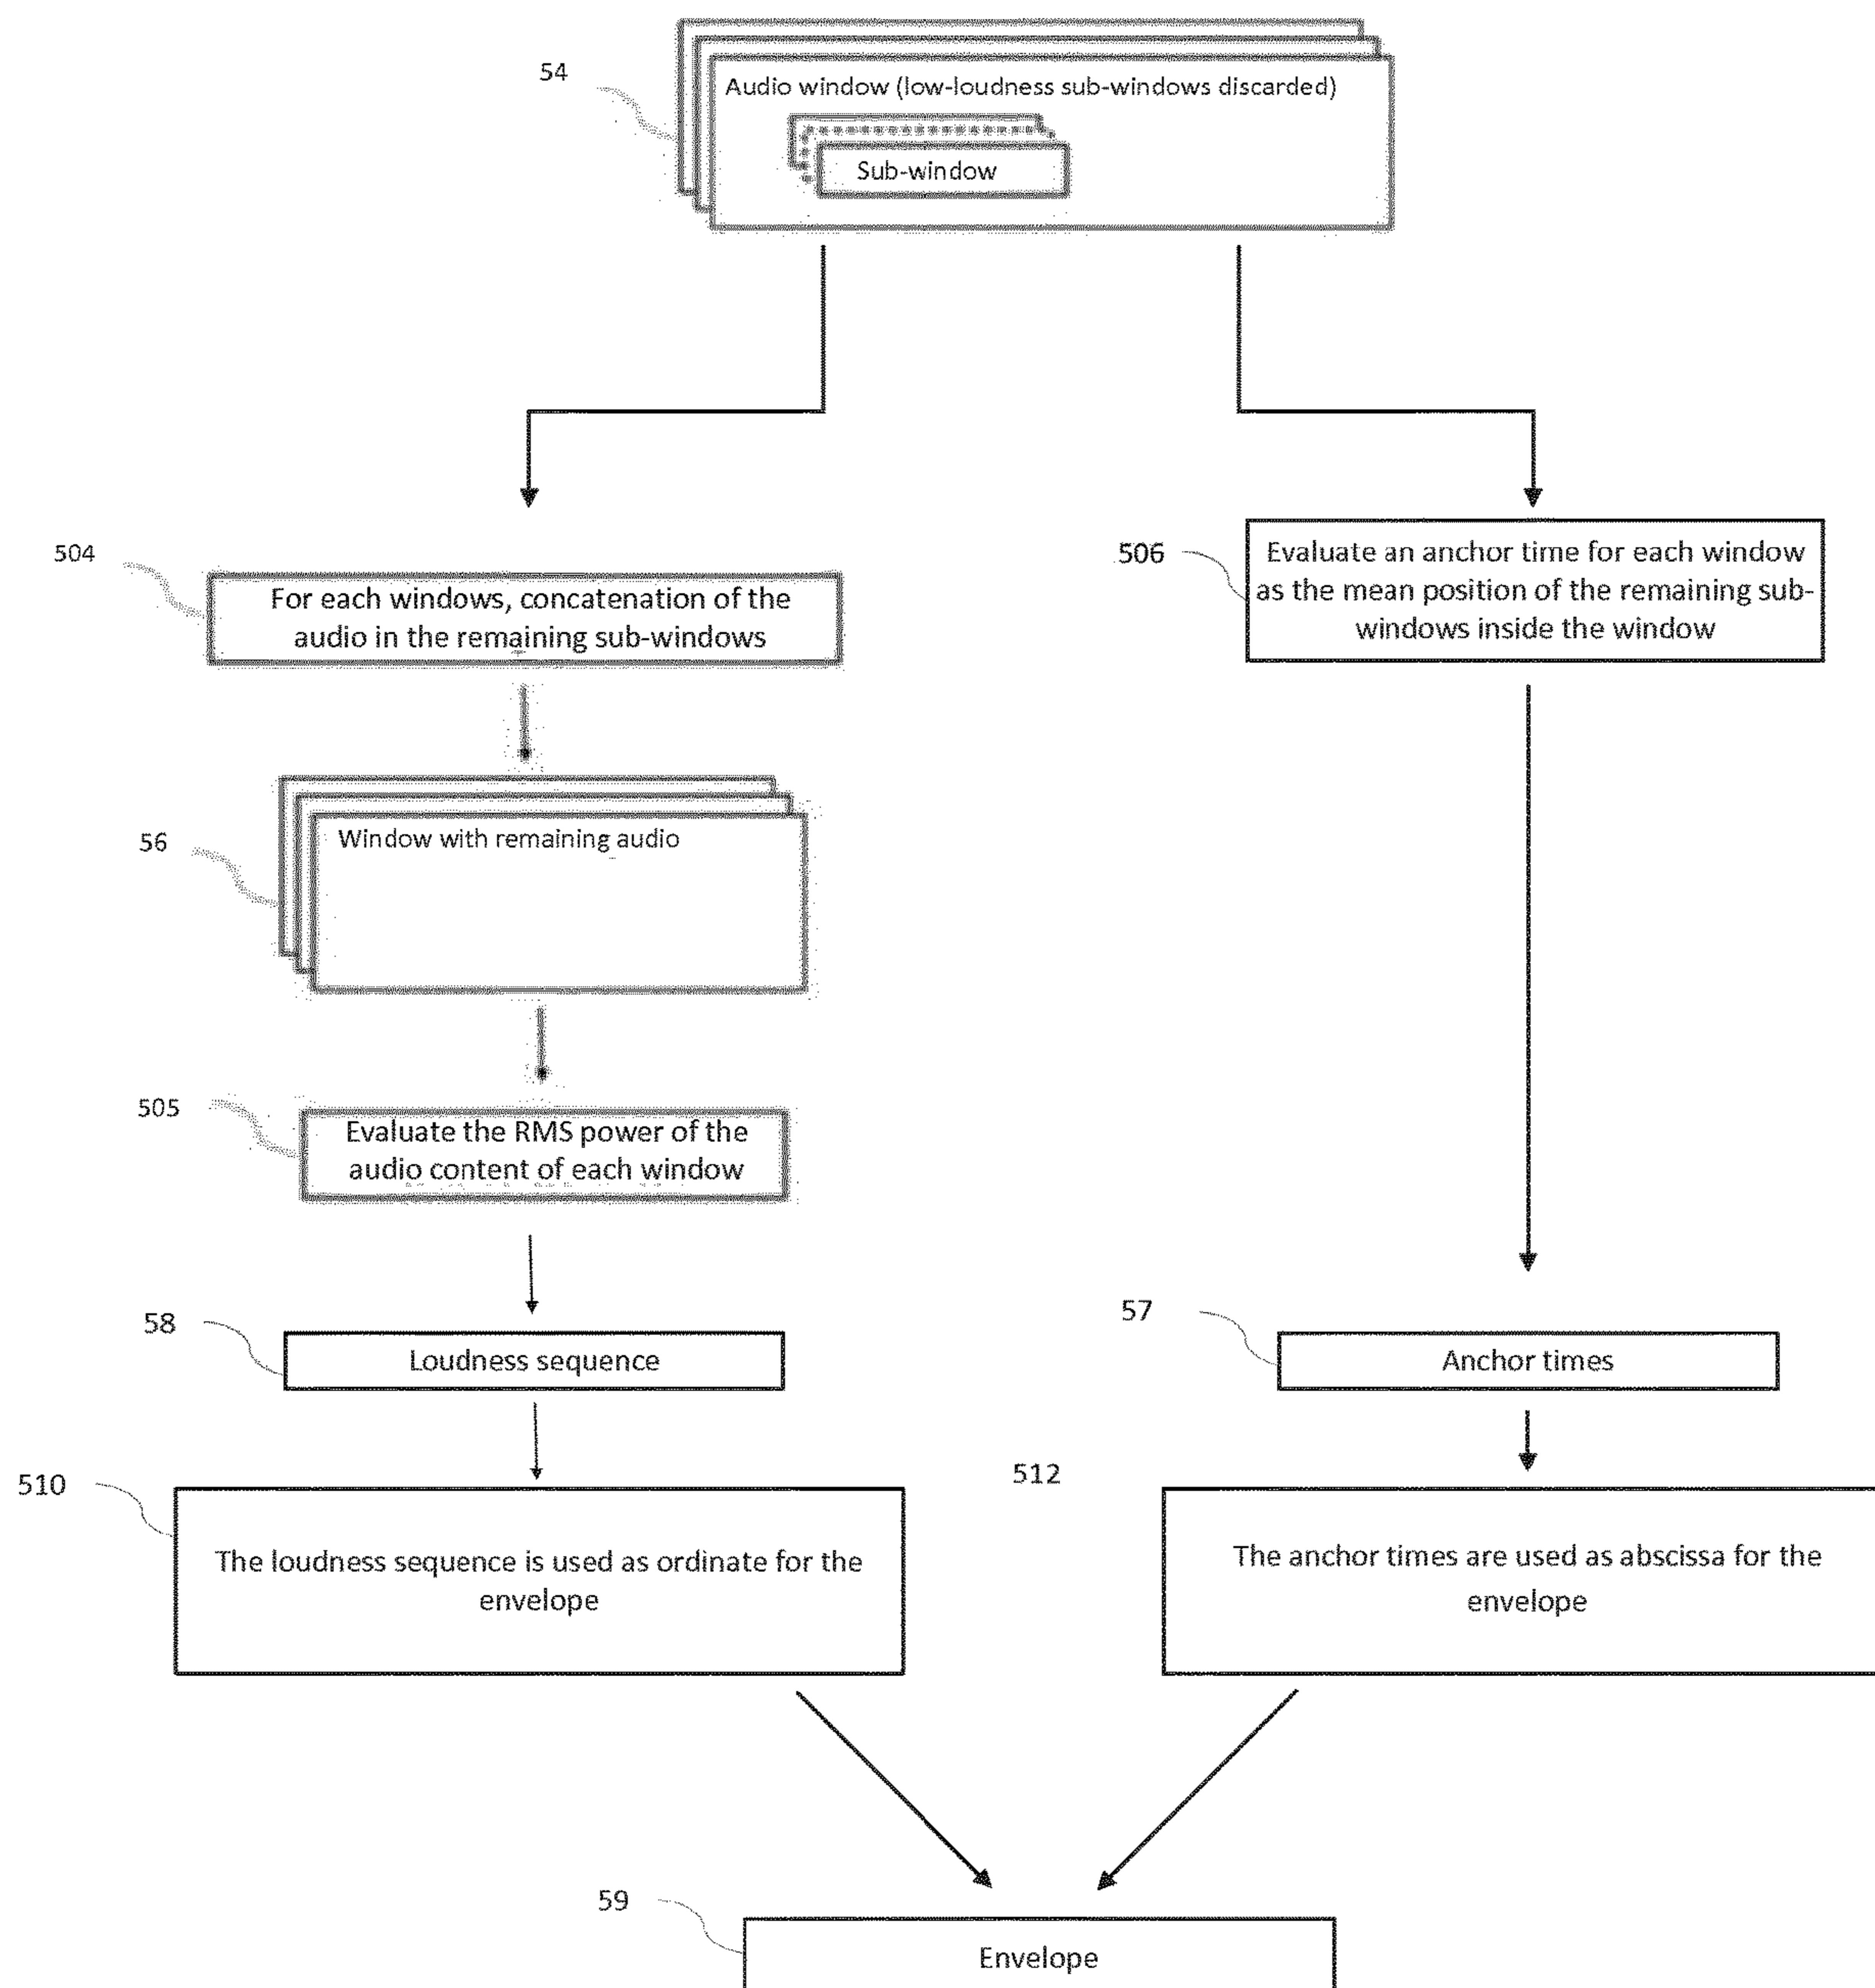 54
Audio window (low-loudness sub-windows discarded)
Sub-window
504
For each windows, concatenation of the
audio in the remaining sub-windows
506
Evaluate an anchor time for each window
as the mean position of the remaining sub-
windows inside the window
56
Window with remaining audio
505
Evaluate the RMS power of the
audio content of each window
58
Loudness sequence
57
Anchor times
510
The loudness sequence is used as ordinate for the
envelope
512
The anchor times are used as abscissa for the
envelope
59
Envelope